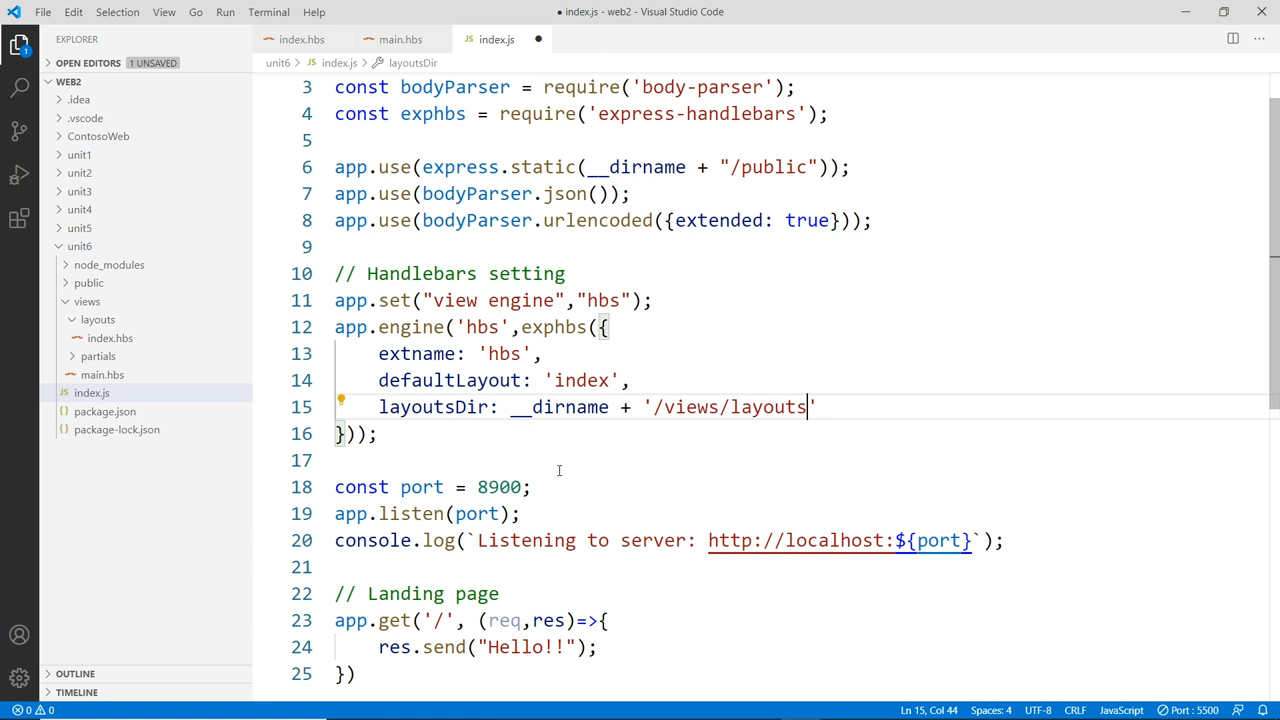 File Edit Selection View Go Run Terminal Help
● index.js - web2 - Visual Studio Code
EXPLORER
OPEN EDITORS 1 UNSAVED
WEB2
.idea
.vscode
ContosoWeb
unit1
unit2
unit3
unit4
unit5
unit6
node_modules
public
views
layouts
index.hbs
partials
main.hbs
JS index.js
package.json
package-lock.json
OUTLINE
TIMELINE
index.hbs main.hbs JS index.js
unit6 > JS index.js > layoutsDir
3 const bodyParser = require('body-parser');
4 const exphbs = require('express-handlebars');
5
6 app.use(express.static(__dirname + "/public"));
7 app.use(bodyParser.json());
8 app.use(bodyParser.urlencoded({extended: true}));
9
10 // Handlebars setting
11 app.set("view engine","hbs");
12 app.engine('hbs',exphbs({
13 extname: 'hbs',
14 defaultLayout: 'index',
15 layoutsDir: __dirname + '/views/layouts'
16 }));
17
18 const port = 8900;
19 app.listen(port);
20 console.log(`Listening to server: http://localhost:${port}`);
21
22 // Landing page
23 app.get('/', (req,res)=>{
24 res.send("Hello!!");
25 })
1
0 0 Ln 15, Col 44 Spaces: 4 UTF-8 CRLF JavaScript Port : 5500